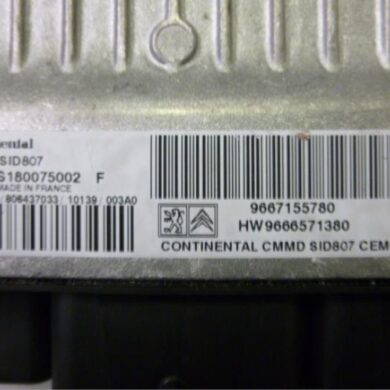 SID807
S180075002 F
MADE IN FRANCE
806437033/10139/003A0
9667155780
HW9666571380
CONTINENTAL CMMD SID807 CEM